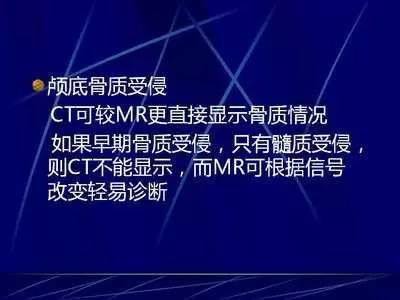 颅底骨质受侵
CT可较MR更直接显示骨质情况
如果早期骨质受侵，只有髓质受侵，
则CT不能显示，而MR可根据信号
改变轻易诊断